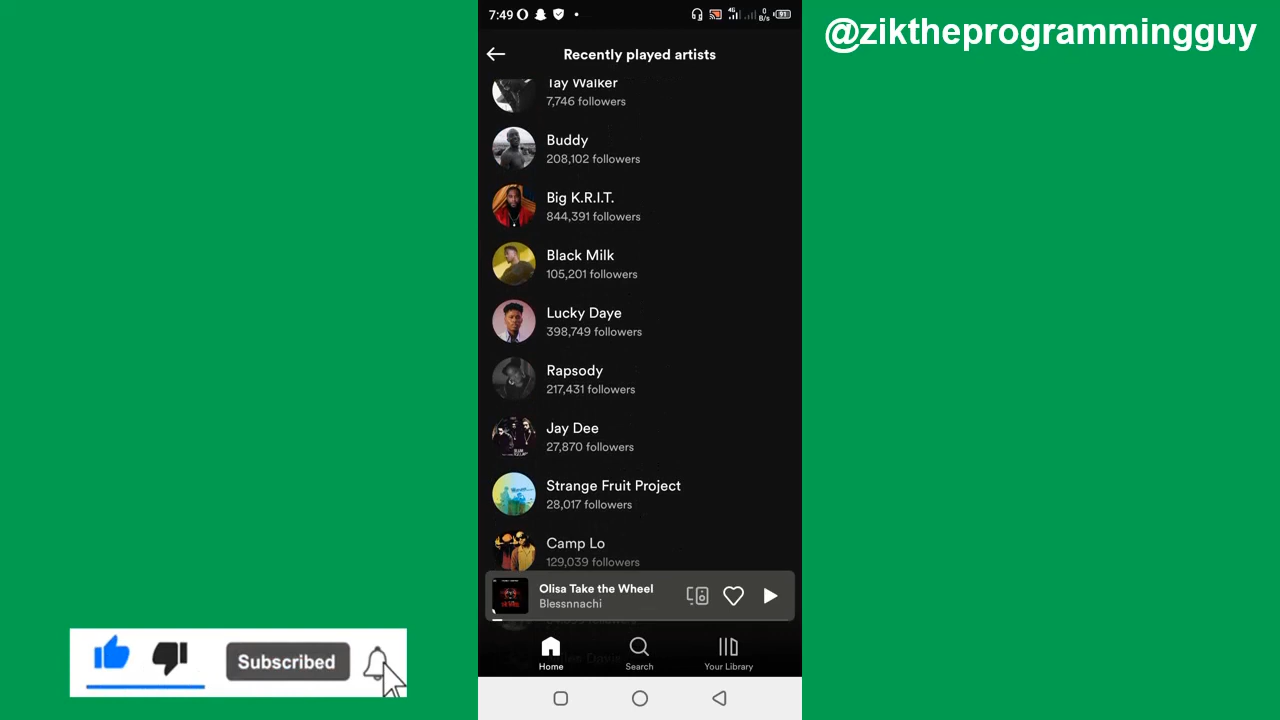 @ziktheprogrammingguy
7:49
4G
0
B/s
91
Recently played artists
Tay Walker
7,746 followers
Buddy
208,102 followers
Big K.R.I.T.
844,391 followers
Black Milk
105,201 followers
Lucky Daye
398,749 followers
Rapsody
217,431 followers
Jay Dee
27,870 followers
Strange Fruit Project
28,017 followers
Camp Lo
129,039 followers
Olisa Take the Wheel
Blessnnachi
Home
Search
Your Library
Subscribed